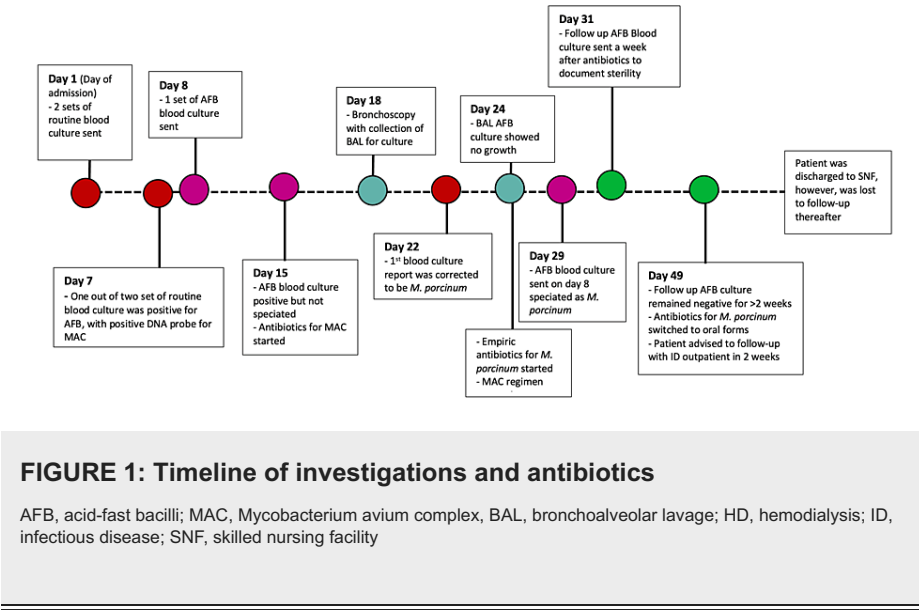 Day 1 (Day of
admission)
- 2 sets of
routine blood
culture sent
Day 7
- One out of two set of routine
blood culture was positive for
AFB, with positive DNA probe for
MAC
Day 8
- 1 set of AFB
blood culture
sent
Day 15
- AFB blood culture
positive but not
speciated
- Antibiotics for MAC
started
Day 18
- Bronchoscopy
with collection of
BAL for culture
Day 22
- 1st blood culture
report was corrected
to be M. porcinum
Day 24
- BAL AFB
culture showed
no growth
- Empiric
antibiotics for M.
porcinum started
- MAC regimen
Day 29
- AFB blood culture
sent on day 8
speciated as M.
porcinum
Day 31
- Follow up AFB Blood
culture sent a week
after antibiotics to
document sterility
Day 49
- Follow up AFB culture
remained negative for >2 weeks
- Antibiotics for M. porcinum
switched to oral forms
- Patient advised to follow-up
with ID outpatient in 2 weeks
Patient was
discharged to SNF,
however, was lost
to follow-up
thereafter
FIGURE 1: Timeline of investigations and antibiotics
AFB, acid-fast bacilli; MAC, Mycobacterium avium complex, BAL, bronchoalveolar lavage; HD, hemodialysis; ID,
infectious disease; SNF, skilled nursing facility